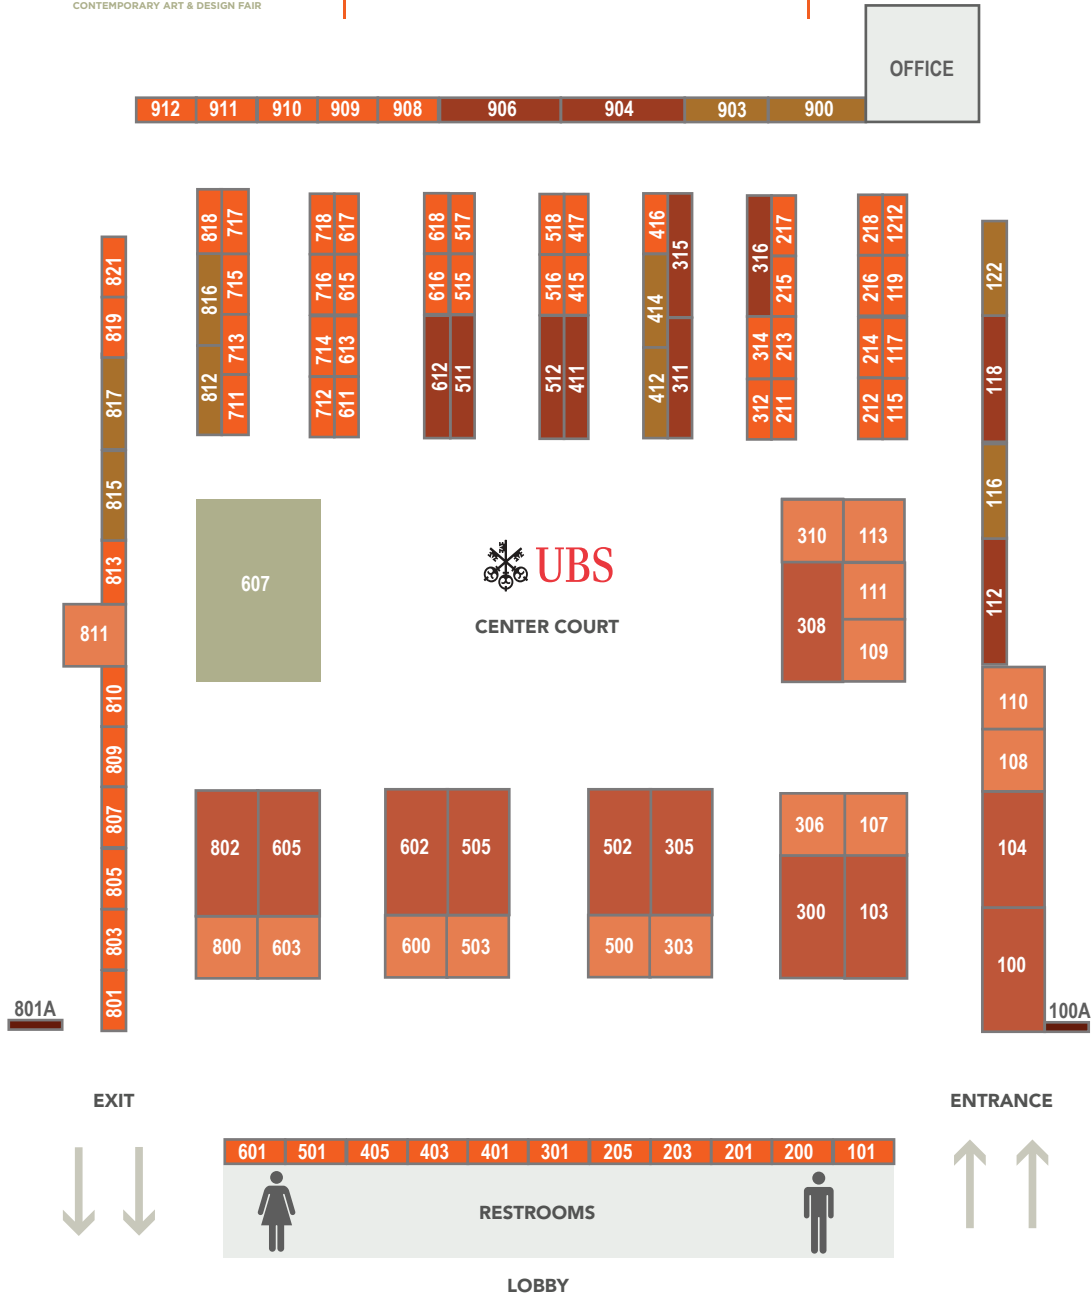 CONTEMPORARY ART & DESIGN FAIR
OFFICE
912 911 910 909 908 906 904 903 900
818 717 718 617 618 517 518 417 416 315 316 217 218 1212
821 816 715 716 615 616 515 516 415 414 215 216 119 122
819 713 714 613 314 213 214 117
817 812 711 712 611 612 511 512 411 412 311 312 211 212 115 118
815 116
813 310 113
607 UBS 111
811 CENTER COURT 308 109 112
810 110
809 108
807 306 107
802 605 602 505 502 305 104
805
803 800 603 600 503 500 303 300 103 100
801A 801 100A
EXIT ENTRANCE
601 501 405 403 401 301 205 203 201 200 101
RESTROOMS
LOBBY